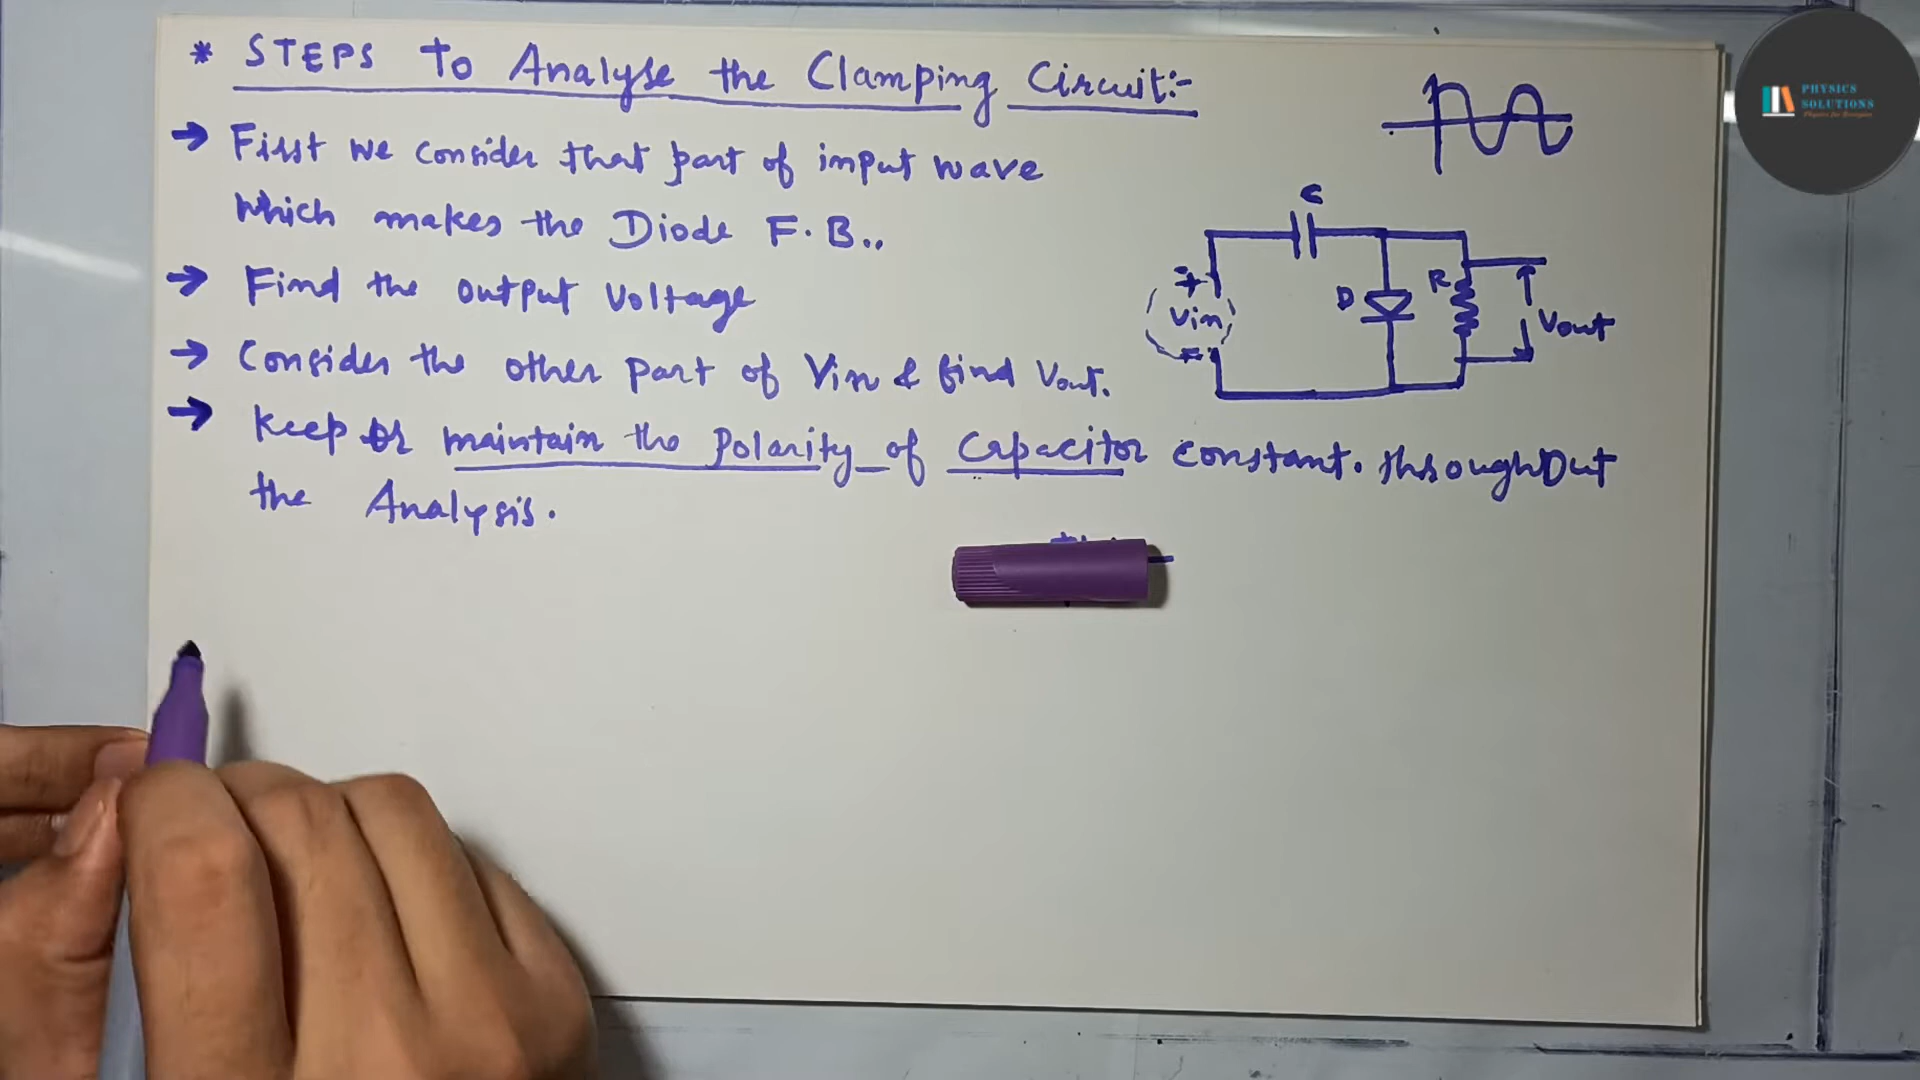 * STEPS To Analyse the Clamping Circuit:-
→ First we consider that part of input wave
which makes the Diode F.B..
→ Find the output Voltage
→ Consider the other part of Vin & find Vout.
→ Keep or maintain the polarity of Capacitor constant. throughout
the Analysis.
C
+
Vin
-
D
R
Vout
PHYSICS
SOLUTIONS